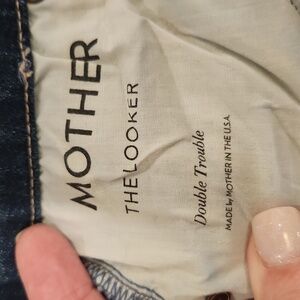 MOTHER
THE LOOKER
Double Trouble
MADE by MOTHER IN THE U.S.A.